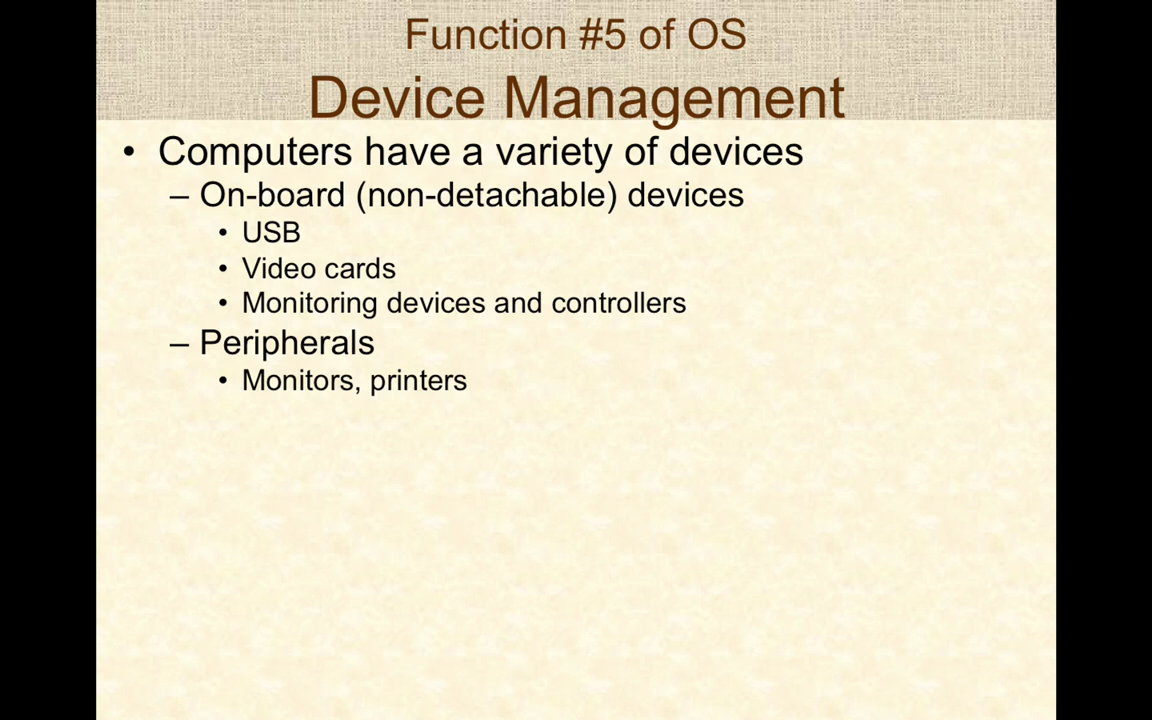 Function #5 of OS
Device Management
• Computers have a variety of devices
– On-board (non-detachable) devices
• USB
• Video cards
• Monitoring devices and controllers
– Peripherals
• Monitors, printers